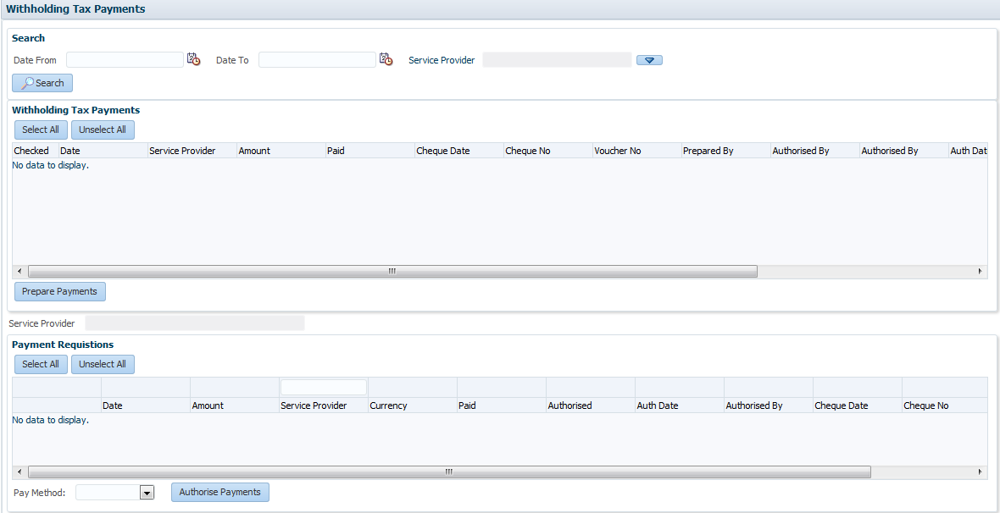 Withholding Tax Payments
Search
Date From Date To Service Provider
Search
Withholding Tax Payments
Select All Unselect All
Checked Date Service Provider Amount Paid Cheque Date Cheque No Voucher No Prepared By Authorised By Authorised By Auth Dat
No data to display.
Prepare Payments
Service Provider
Payment Requistions
Select All Unselect All
Date Amount Service Provider Currency Paid Authorised Auth Date Authorised By Cheque Date Cheque No
No data to display.
Pay Method: Authorise Payments